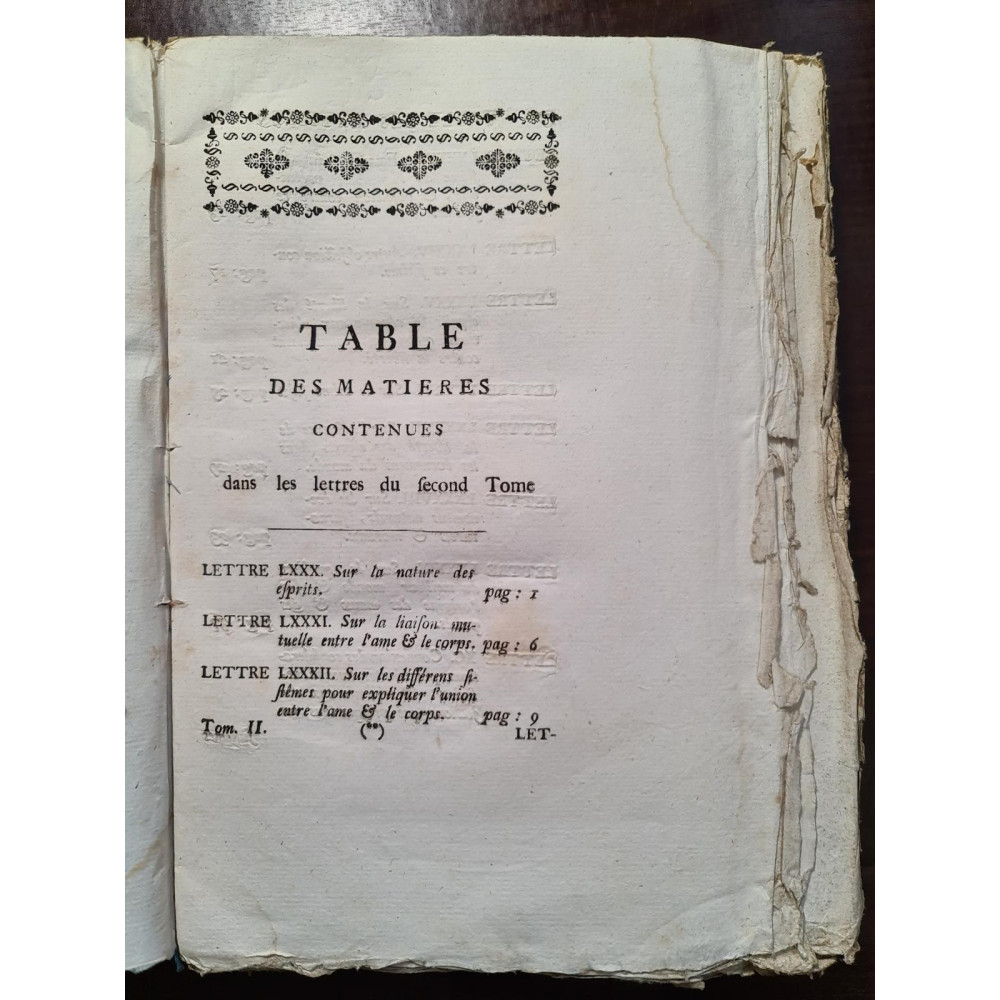 TABLE
DES MATIERES
CONTENUES
dans les lettres du ſecond Tome
LETTRE LXXX. Sur la nature des
eſprits. pag: 1
LETTRE LXXXI. Sur la liaiſon mu-
tuelle entre l'ame & le corps. pag: 6
LETTRE LXXXII. Sur les différens ſi-
ſtêmes pour expliquer l'union
entre l'ame & le corps. pag: 9
Tom. II. (**) LET-